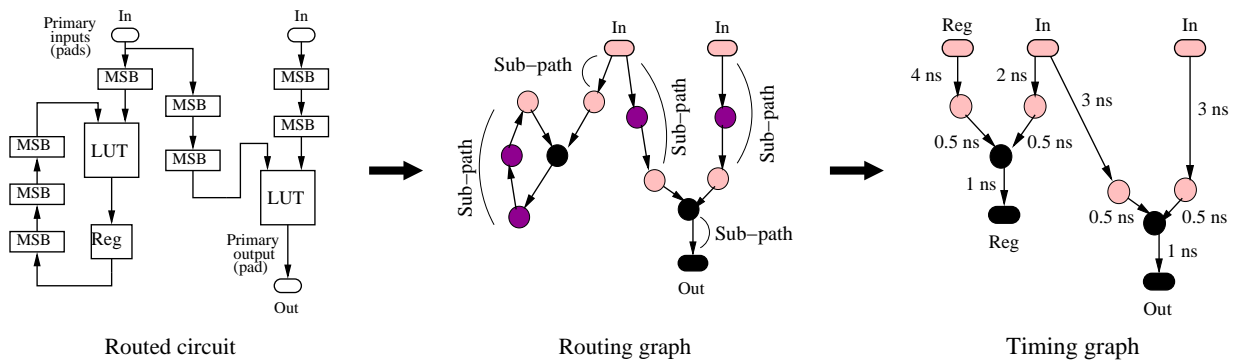 Primary
inputs
(pads)
In
In
MSB
MSB
MSB
MSB
MSB
MSB
LUT
MSB
MSB
MSB
Reg
LUT
Primary
output
(pad)
Out
Routed circuit
In
In
Sub-path
Sub-path
Sub-path
Sub-path
Sub-path
Out
Routing graph
Reg
In
In
4 ns
2 ns
3 ns
3 ns
0.5 ns
0.5 ns
1 ns
Reg
0.5 ns
0.5 ns
1 ns
Out
Timing graph